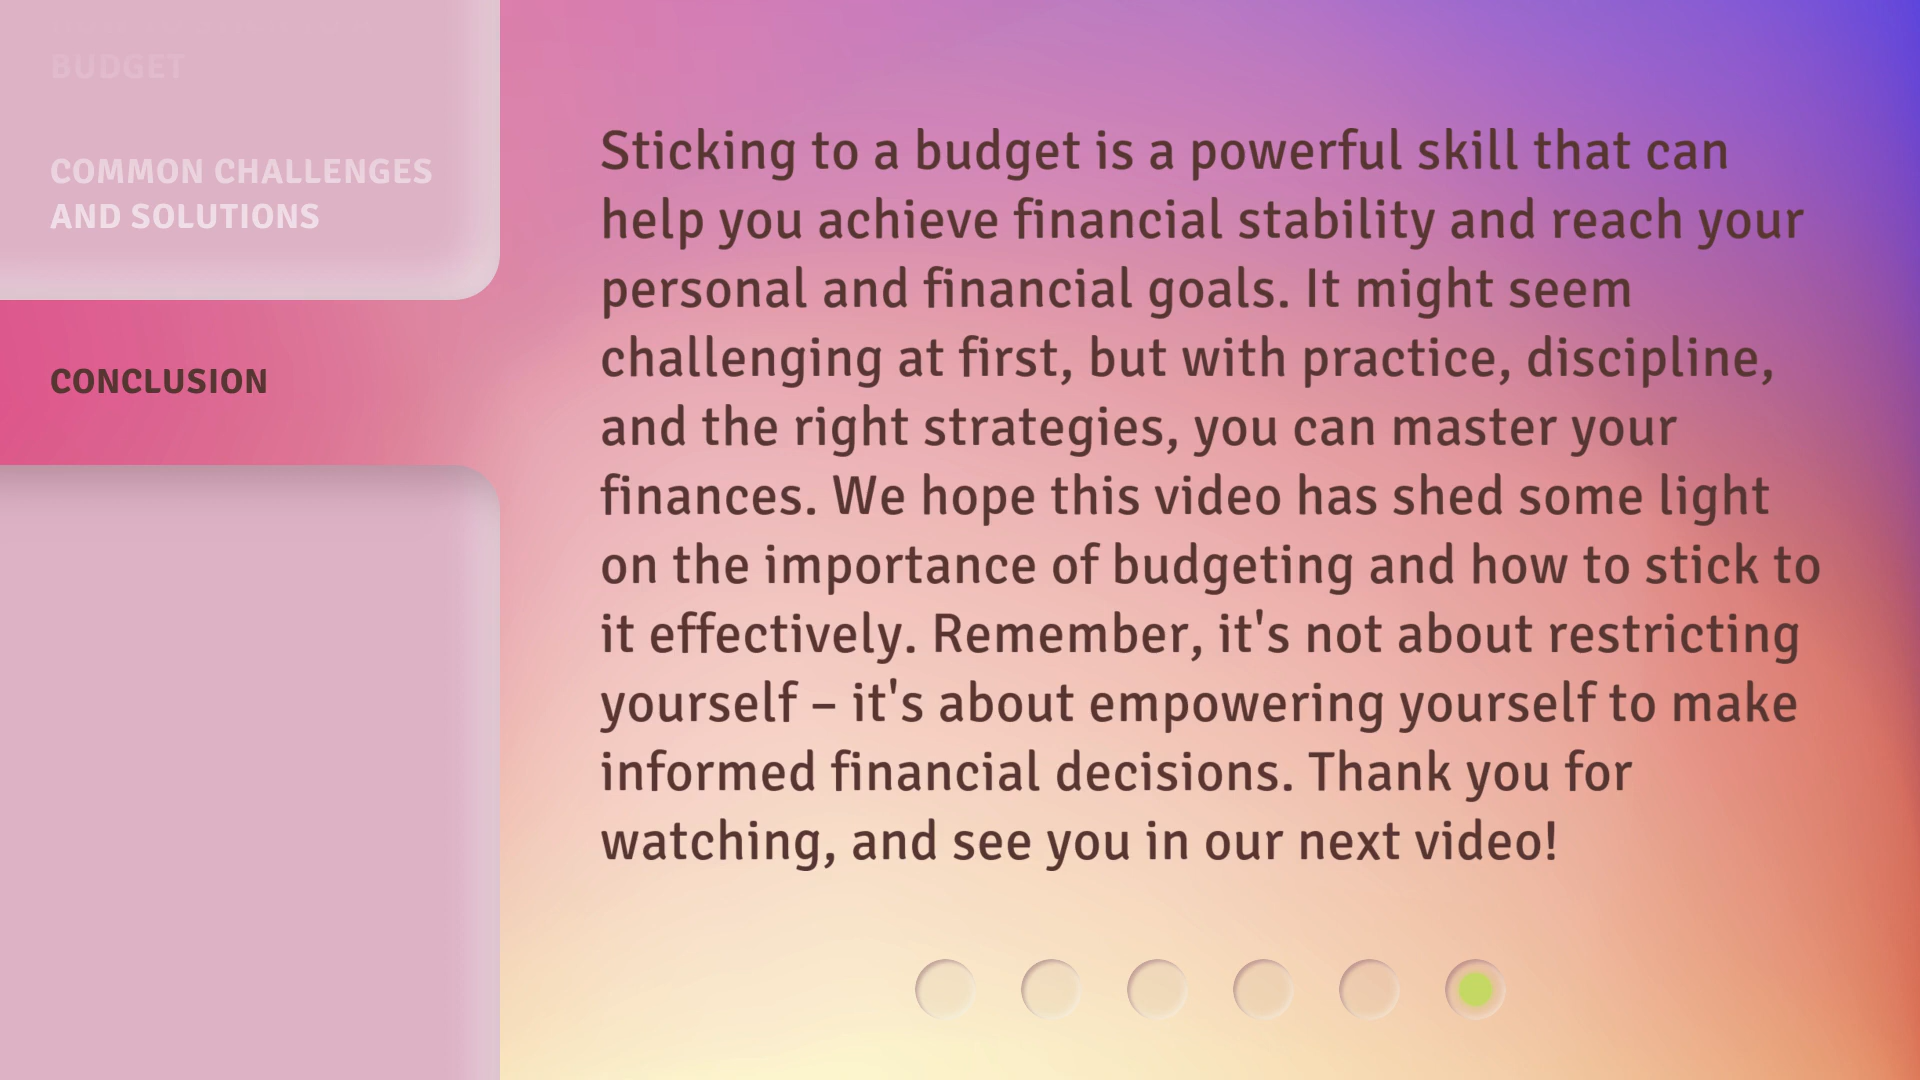 BUDGET
COMMON CHALLENGES
AND SOLUTIONS
CONCLUSION
Sticking to a budget is a powerful skill that can
help you achieve financial stability and reach your
personal and financial goals. It might seem
challenging at first, but with practice, discipline,
and the right strategies, you can master your
finances. We hope this video has shed some light
on the importance of budgeting and how to stick to
it effectively. Remember, it's not about restricting
yourself – it's about empowering yourself to make
informed financial decisions. Thank you for
watching, and see you in our next video!